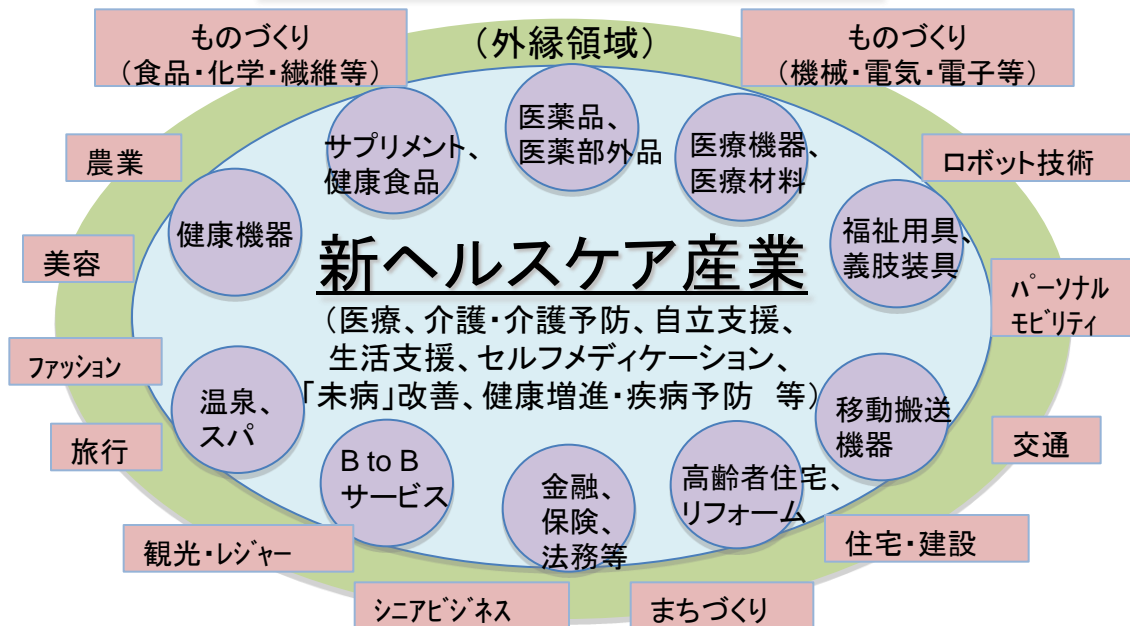 ものづくり
(食品・化学・繊維等)
(外縁領域)
ものづくり
(機械・電気・電子等)
農業
サプリメント、
健康食品
医薬品、
医薬部外品
医療機器、
医療材料
ロボット技術
美容
健康機器
福祉用具、
義肢装具
パーソナル
モビリティ
新ヘルスケア産業
(医療、介護・介護予防、自立支援、
生活支援、セルフメディケーション、
「未病」改善、健康増進・疾病予防 等)
ファッション
温泉、
スパ
移動搬送
機器
旅行
B to B
サービス
金融、
保険、
法務等
高齢者住宅、
リフォーム
交通
観光・レジャー
住宅・建設
シニアビジネス
まちづくり